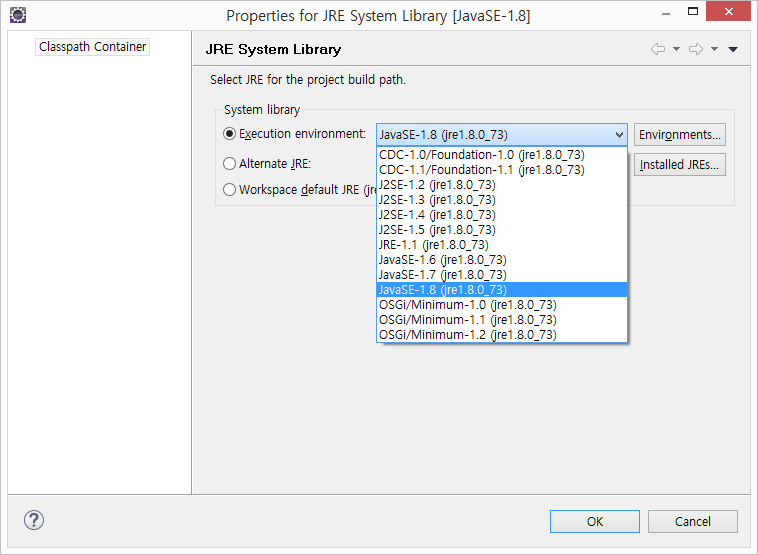 Properties for JRE System Library [JavaSE-1.8]
Classpath Container
JRE System Library
Select JRE for the project build path.
System library
Execution environment:
JavaSE-1.8 (jre1.8.0_73)
Environments...
CDC-1.0/Foundation-1.0 (jre1.8.0_73)
CDC-1.1/Foundation-1.1 (jre1.8.0_73)
J2SE-1.2 (jre1.8.0_73)
J2SE-1.3 (jre1.8.0_73)
J2SE-1.4 (jre1.8.0_73)
J2SE-1.5 (jre1.8.0_73)
JRE-1.1 (jre1.8.0_73)
JavaSE-1.6 (jre1.8.0_73)
JavaSE-1.7 (jre1.8.0_73)
JavaSE-1.8 (jre1.8.0_73)
OSGi/Minimum-1.0 (jre1.8.0_73)
OSGi/Minimum-1.1 (jre1.8.0_73)
OSGi/Minimum-1.2 (jre1.8.0_73)
Alternate JRE:
Installed JREs...
Workspace default JRE (jre
OK
Cancel